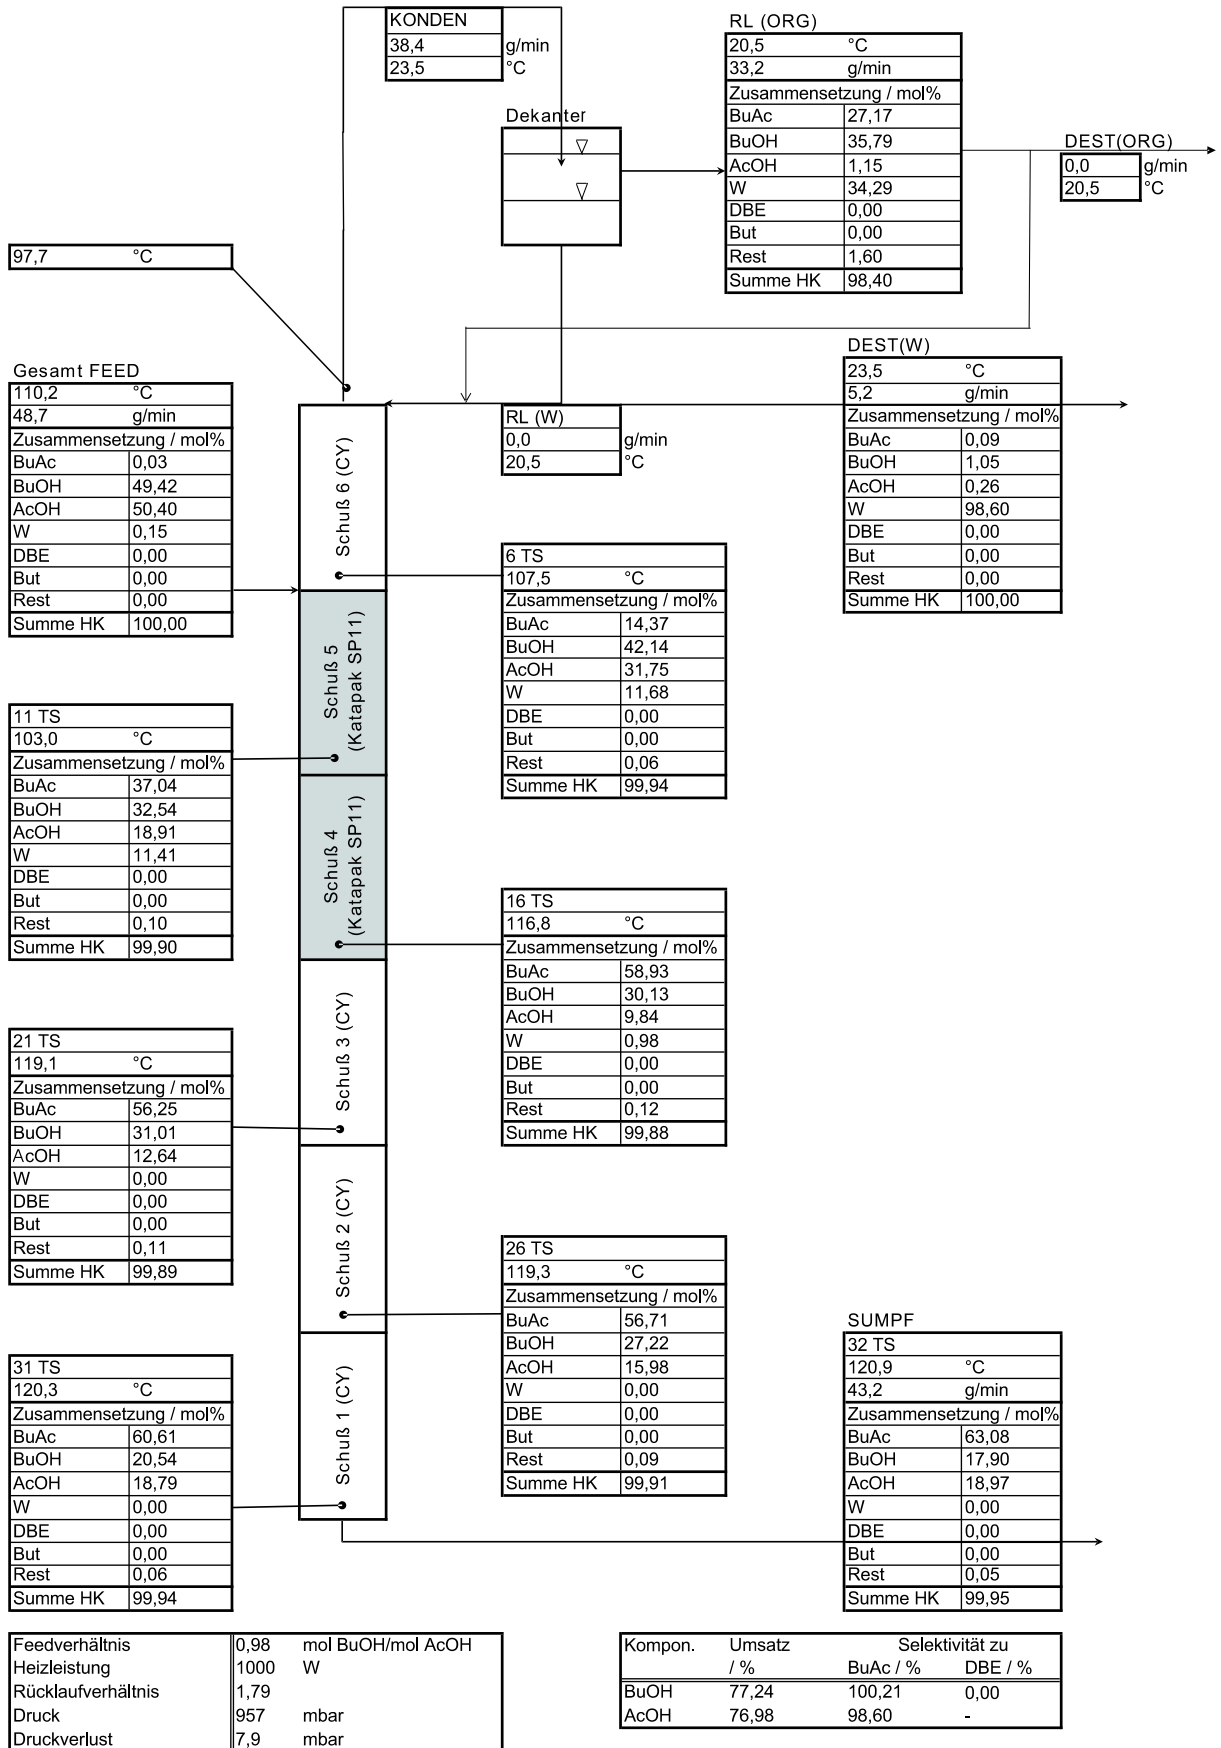 KONDEN
38,4 g/min
23,5 °C
RL (ORG)
20,5 °C
33,2 g/min
Zusammensetzung / mol%
BuAc 27,17
BuOH 35,79
AcOH 1,15
W 34,29
DBE 0,00
But 0,00
Rest 1,60
Summe HK 98,40
Dekanter
DEST(ORG)
0,0 g/min
20,5 °C
97,7 °C
Gesamt FEED
110,2 °C
48,7 g/min
Zusammensetzung / mol%
BuAc 0,03
BuOH 49,42
AcOH 50,40
W 0,15
DBE 0,00
But 0,00
Rest 0,00
Summe HK 100,00
DEST(W)
23,5 °C
5,2 g/min
Zusammensetzung / mol%
BuAc 0,09
BuOH 1,05
AcOH 0,26
W 98,60
DBE 0,00
But 0,00
Rest 0,00
Summe HK 100,00
RL (W)
0,0 g/min
20,5 °C
Schuß 6 (CY)
6 TS
107,5 °C
Zusammensetzung / mol%
BuAc 14,37
BuOH 42,14
AcOH 31,75
W 11,68
DBE 0,00
But 0,00
Rest 0,06
Summe HK 99,94
Schuß 5
(Katapak SP11)
11 TS
103,0 °C
Zusammensetzung / mol%
BuAc 37,04
BuOH 32,54
AcOH 18,91
W 11,41
DBE 0,00
But 0,00
Rest 0,10
Summe HK 99,90
Schuß 4
(Katapak SP11)
16 TS
116,8 °C
Zusammensetzung / mol%
BuAc 58,93
BuOH 30,13
AcOH 9,84
W 0,98
DBE 0,00
But 0,00
Rest 0,12
Summe HK 99,88
Schuß 3 (CY)
21 TS
119,1 °C
Zusammensetzung / mol%
BuAc 56,25
BuOH 31,01
AcOH 12,64
W 0,00
DBE 0,00
But 0,00
Rest 0,11
Summe HK 99,89
Schuß 2 (CY)
26 TS
119,3 °C
Zusammensetzung / mol%
BuAc 56,71
BuOH 27,22
AcOH 15,98
W 0,00
DBE 0,00
But 0,00
Rest 0,09
Summe HK 99,91
Schuß 1 (CY)
31 TS
120,3 °C
Zusammensetzung / mol%
BuAc 60,61
BuOH 20,54
AcOH 18,79
W 0,00
DBE 0,00
But 0,00
Rest 0,06
Summe HK 99,94
SUMPF
32 TS
120,9 °C
43,2 g/min
Zusammensetzung / mol%
BuAc 63,08
BuOH 17,90
AcOH 18,97
W 0,00
DBE 0,00
But 0,00
Rest 0,05
Summe HK 99,95
Feedverhältnis 0,98 mol BuOH/mol AcOH
Heizleistung 1000 W
Rücklaufverhältnis 1,79
Druck 957 mbar
Druckverlust 7,9 mbar
Kompon. Umsatz Selektivität zu
/ % BuAc / % DBE / %
BuOH 77,24 100,21 0,00
AcOH 76,98 98,60 -